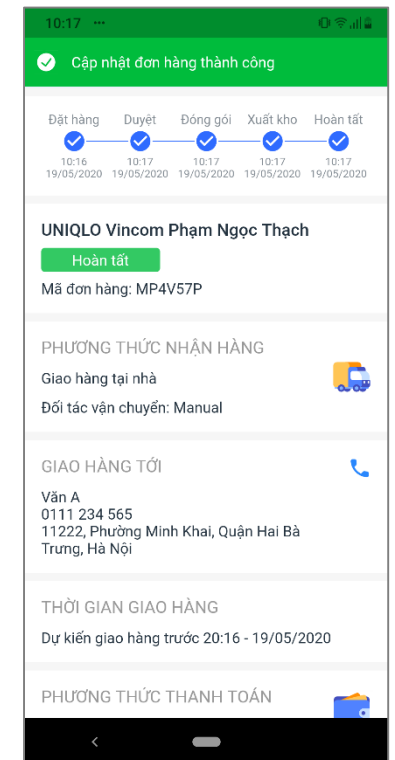 10:17 ···
Cập nhật đơn hàng thành công
Đặt hàng Duyệt Đóng gói Xuất kho Hoàn tất
10:16 10:17 10:17 10:17 10:17
19/05/2020 19/05/2020 19/05/2020 19/05/2020 19/05/2020
UNIQLO Vincom Phạm Ngọc Thạch
Hoàn tất
Mã đơn hàng: MP4V57P
PHƯƠNG THỨC NHẬN HÀNG
Giao hàng tại nhà
Đối tác vận chuyển: Manual
GIAO HÀNG TỚI
Văn A
0111 234 565
11222, Phường Minh Khai, Quận Hai Bà
Trưng, Hà Nội
THỜI GIAN GIAO HÀNG
Dự kiến giao hàng trước 20:16 - 19/05/2020
PHƯƠNG THỨC THANH TOÁN